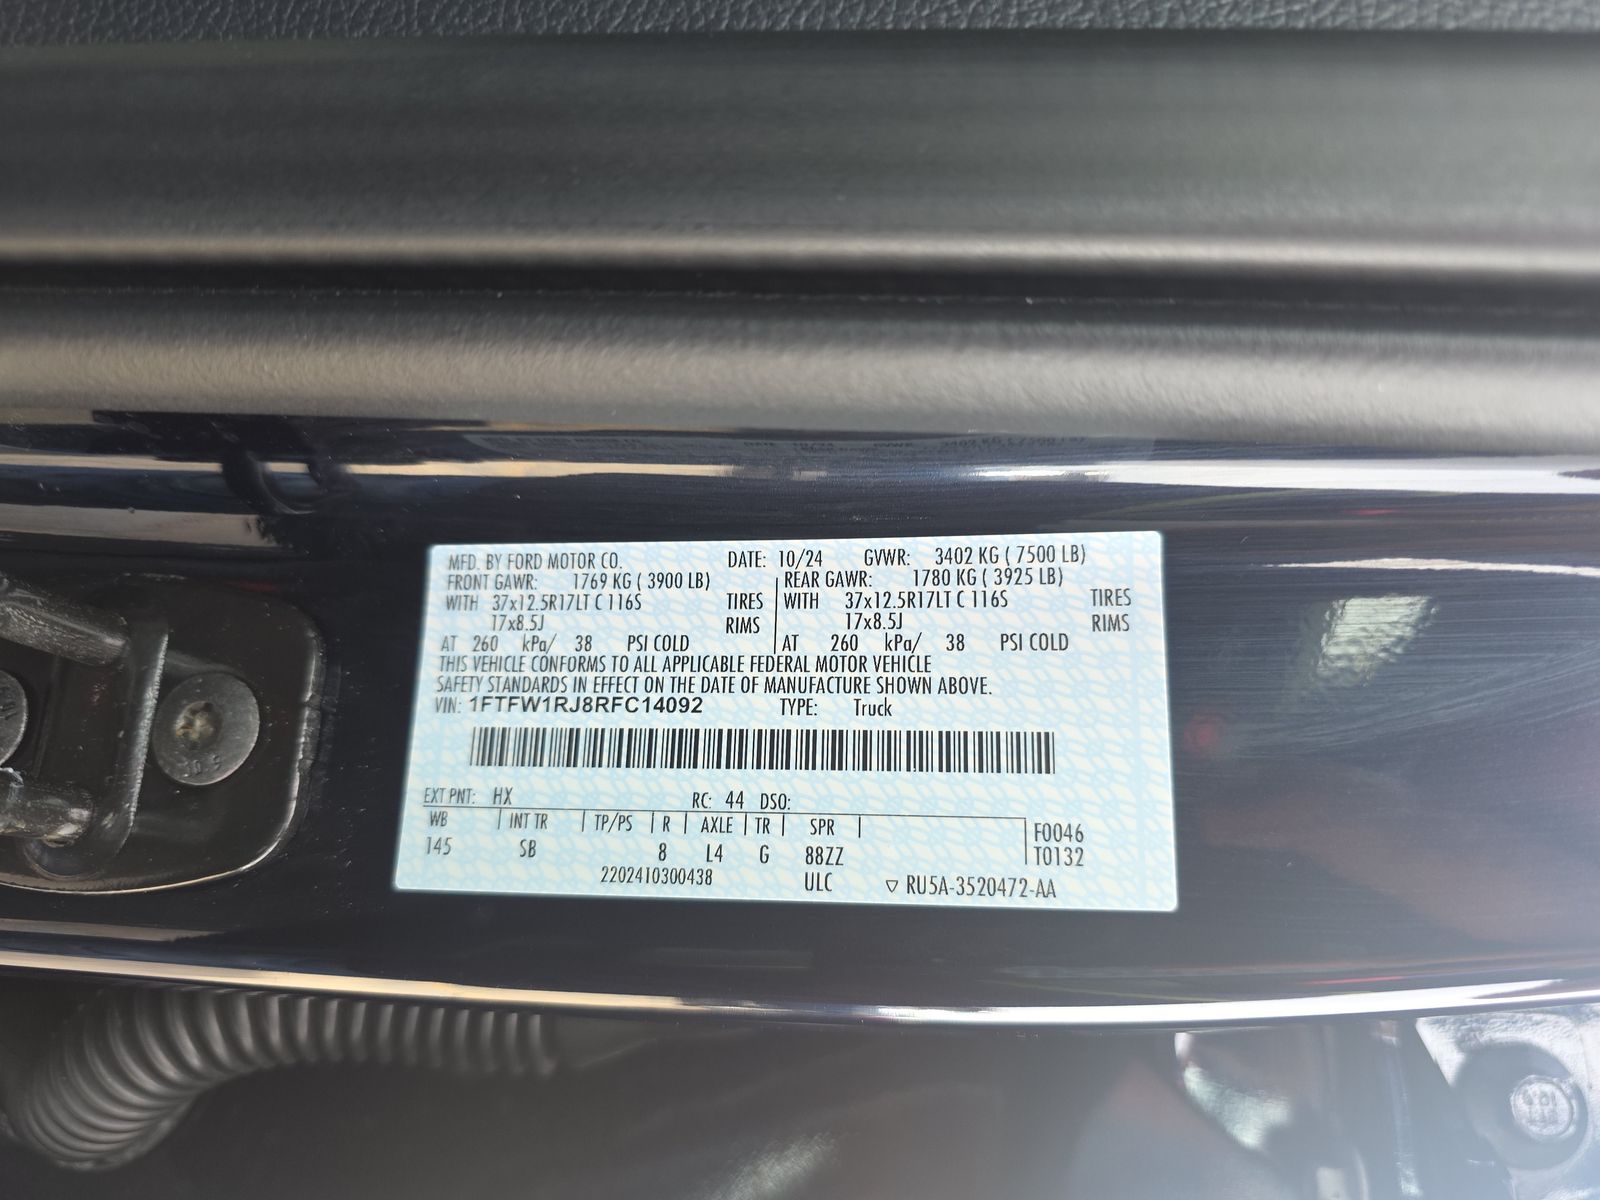 MFD. BY FORD MOTOR CO. DATE: 10/24 GVWR: 3402 KG ( 7500 LB)
FRONT GAWR: 1769 KG ( 3900 LB) REAR GAWR: 1780 KG ( 3925 LB)
WITH 37x12.5R17LT C 116S TIRES WITH 37x12.5R17LT C 116S TIRES
17x8.5J RIMS 17x8.5J RIMS
AT 260 kPa/ 38 PSI COLD AT 260 kPa/ 38 PSI COLD
THIS VEHICLE CONFORMS TO ALL APPLICABLE FEDERAL MOTOR VEHICLE
SAFETY STANDARDS IN EFFECT ON THE DATE OF MANUFACTURE SHOWN ABOVE.
VIN: 1FTFW1RJ8RFC14092 TYPE: Truck
EXT PNT: HX RC: 44 DSO:
WB INT TR TP/PS R AXLE TR SPR F0046
145 SB 8 L4 G 88ZZ T0132
2202410300438 ULC RU5A-3520472-AA